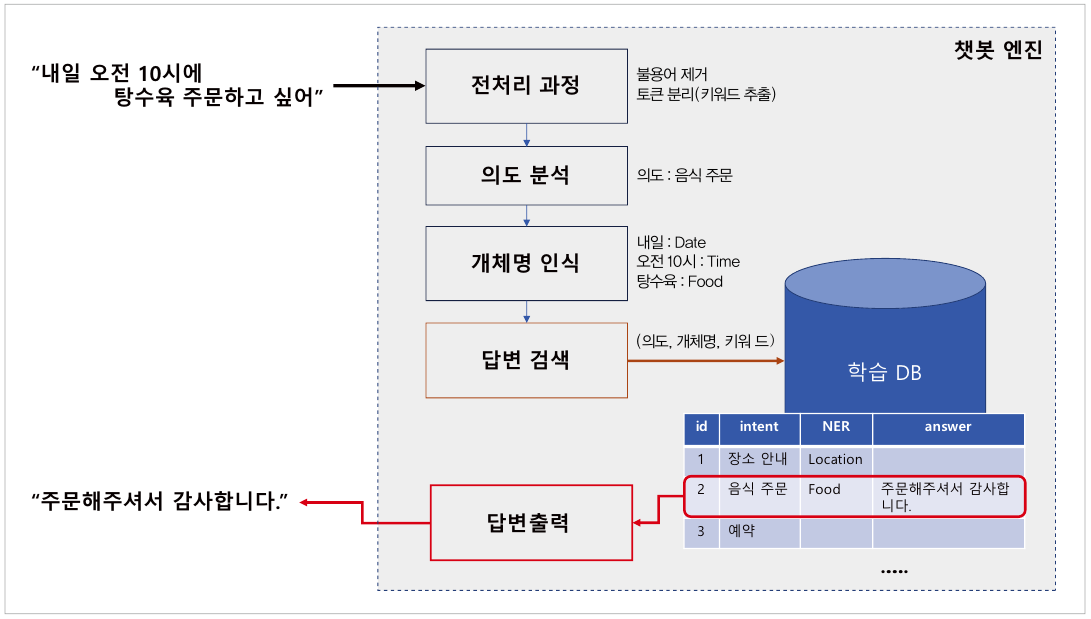 챗봇 엔진
“내일 오전 10시에
탕수육 주문하고 싶어”
전처리 과정
불용어 제거
토큰 분리(키워드 추출)
의도 분석
의도 : 음식 주문
개체명 인식
내일 : Date
오전 10시 : Time
탕수육 : Food
답변 검색
(의도, 개체명, 키워 드)
학습 DB
id intent NER answer
1 장소 안내 Location
2 음식 주문 Food 주문해주셔서 감사합
니다.
3 예약
.....
답변출력
“주문해주셔서 감사합니다.”